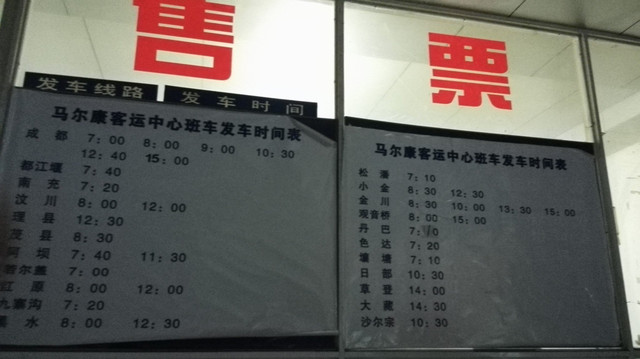 售票
发车线路 发车时间
马尔康客运中心班车发车时间表
成都 7:00 8:00 9:00 10:30
12:40 15:00
都江堰 7:40
南充 7:20
汶川 8:00 12:00
理县 12:30
茂县 8:30
阿坝 7:40 11:30
若尔盖 7:00
红原 8:00 12:00
九寨沟 7:20
黑水 8:00 12:30
马尔康客运中心班车发车时间表
松潘 7:10
小金 8:30 12:30
金川 8:30 10:00 13:30 15:00
观音桥 8:00 15:00
丹巴
色达 7:20
壤塘 7:10
日部 10:30
草登 14:00
大藏 14:30
沙尔宗 10:30